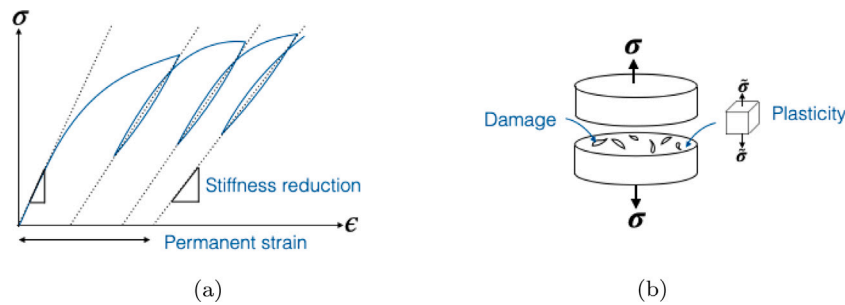 σ
Stiffness reduction
ϵ
Permanent strain
(a)
σ
Damage
σ̃
Plasticity
σ̃
σ
(b)